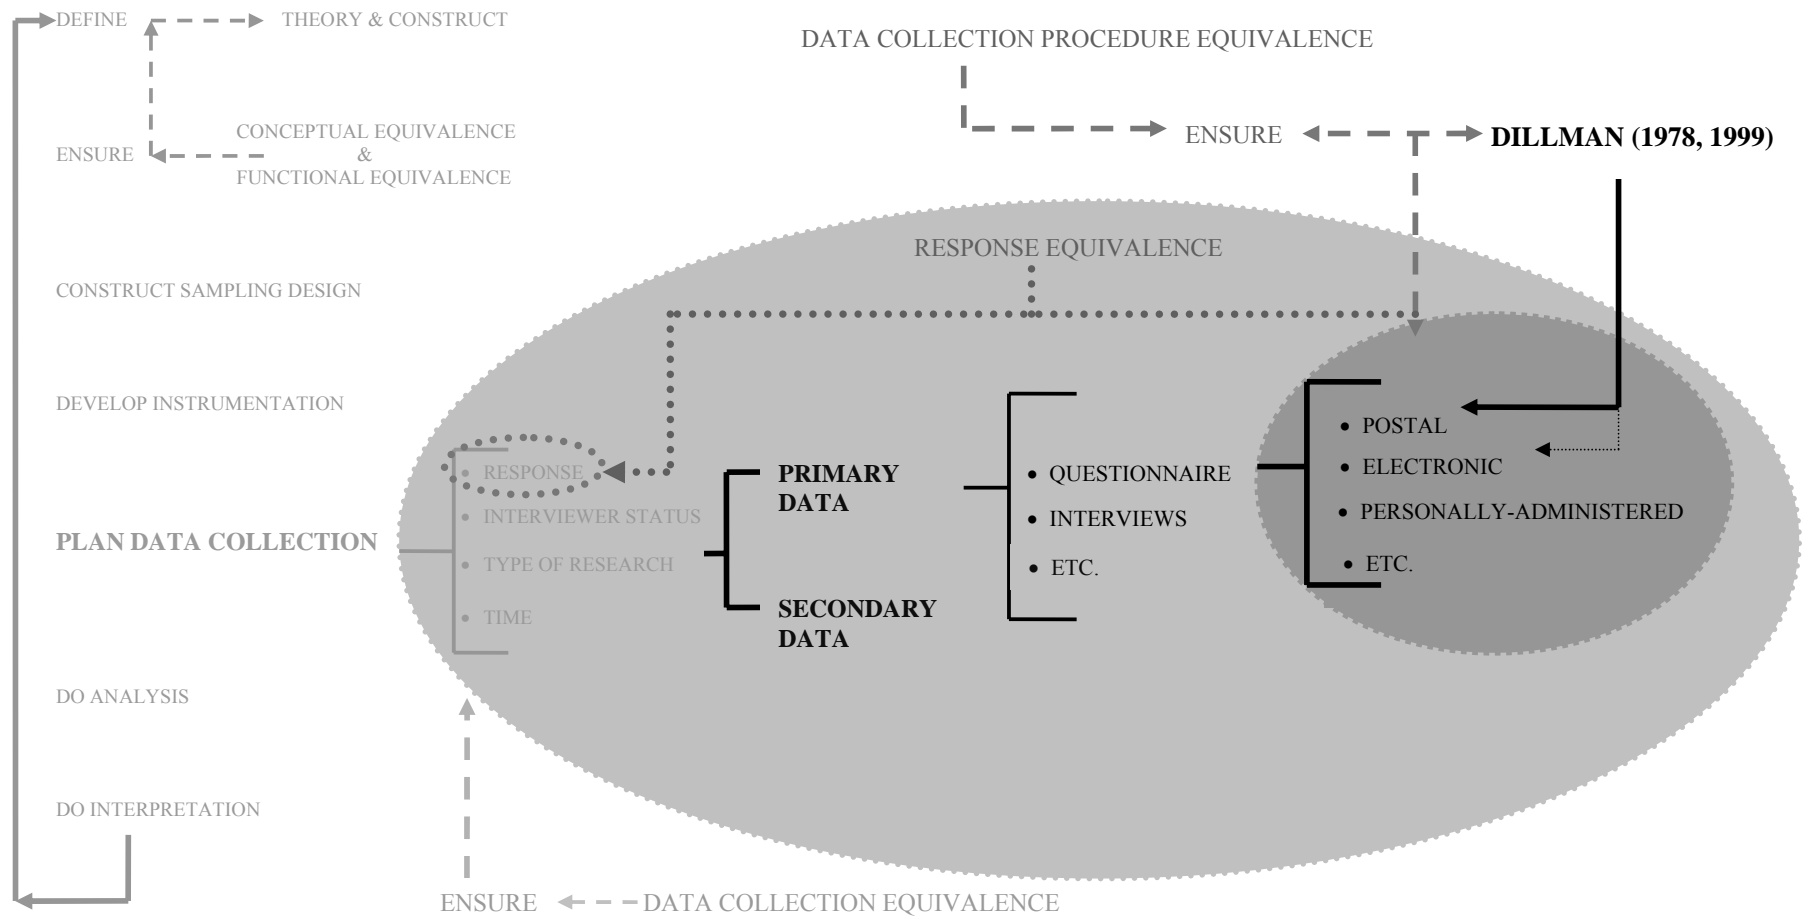 DEFINE
THEORY & CONSTRUCT
DATA COLLECTION PROCEDURE EQUIVALENCE
ENSURE
CONCEPTUAL EQUIVALENCE
&
FUNCTIONAL EQUIVALENCE
ENSURE
DILLMAN (1978, 1999)
RESPONSE EQUIVALENCE
CONSTRUCT SAMPLING DESIGN
DEVELOP INSTRUMENTATION
PLAN DATA COLLECTION
• RESPONSE
• INTERVIEWER STATUS
• TYPE OF RESEARCH
• TIME
PRIMARY
DATA
SECONDARY
DATA
• QUESTIONNAIRE
• INTERVIEWS
• ETC.
• POSTAL
• ELECTRONIC
• PERSONALLY-ADMINISTERED
• ETC.
DO ANALYSIS
DO INTERPRETATION
ENSURE
DATA COLLECTION EQUIVALENCE